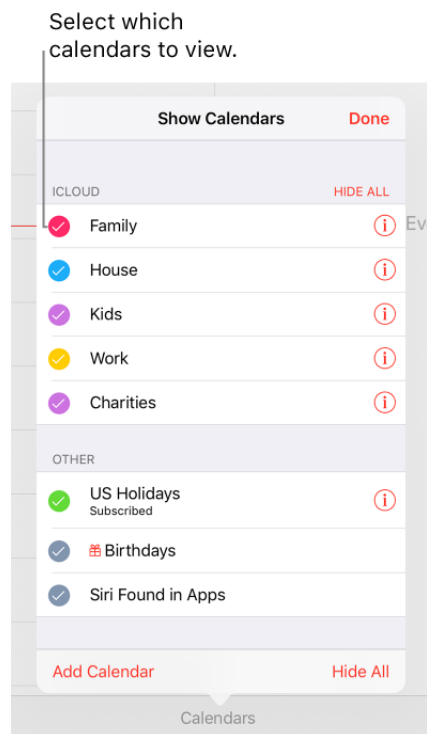 Select which
calendars to view.
Show Calendars Done
ICLOUD HIDE ALL
Family
Ev
House
Kids
Work
Charities
OTHER
US Holidays
Subscribed
Birthdays
Siri Found in Apps
Add Calendar Hide All
Calendars